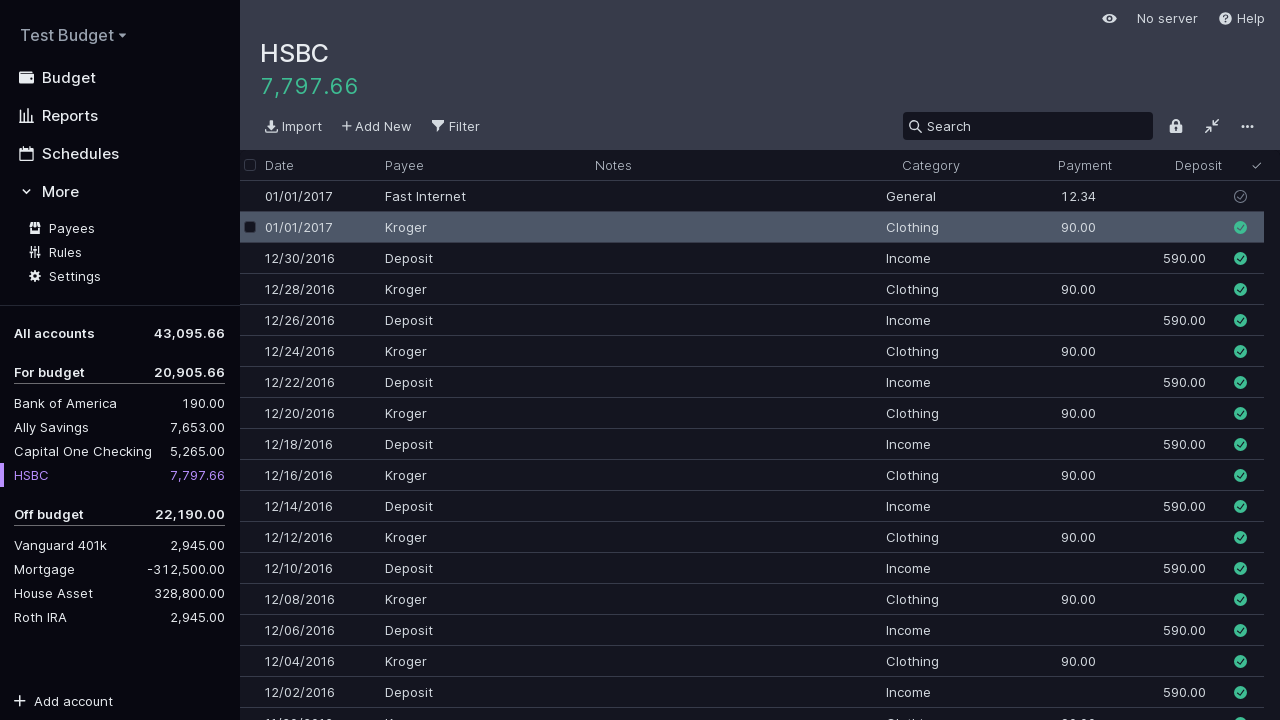 Test Budget
Budget
Reports
Schedules
More
Payees
Rules
Settings
All accounts 43,095.66
For budget 20,905.66
Bank of America 190.00
Ally Savings 7,653.00
Capital One Checking 5,265.00
HSBC 7,797.66
Off budget 22,190.00
Vanguard 401k 2,945.00
Mortgage -312,500.00
House Asset 328,800.00
Roth IRA 2,945.00
Add account
No server Help
HSBC
7,797.66
Import Add New Filter Search
Date Payee Notes Category Payment Deposit
01/01/2017 Fast Internet General 12.34
01/01/2017 Kroger Clothing 90.00
12/30/2016 Deposit Income 590.00
12/28/2016 Kroger Clothing 90.00
12/26/2016 Deposit Income 590.00
12/24/2016 Kroger Clothing 90.00
12/22/2016 Deposit Income 590.00
12/20/2016 Kroger Clothing 90.00
12/18/2016 Deposit Income 590.00
12/16/2016 Kroger Clothing 90.00
12/14/2016 Deposit Income 590.00
12/12/2016 Kroger Clothing 90.00
12/10/2016 Deposit Income 590.00
12/08/2016 Kroger Clothing 90.00
12/06/2016 Deposit Income 590.00
12/04/2016 Kroger Clothing 90.00
12/02/2016 Deposit Income 590.00